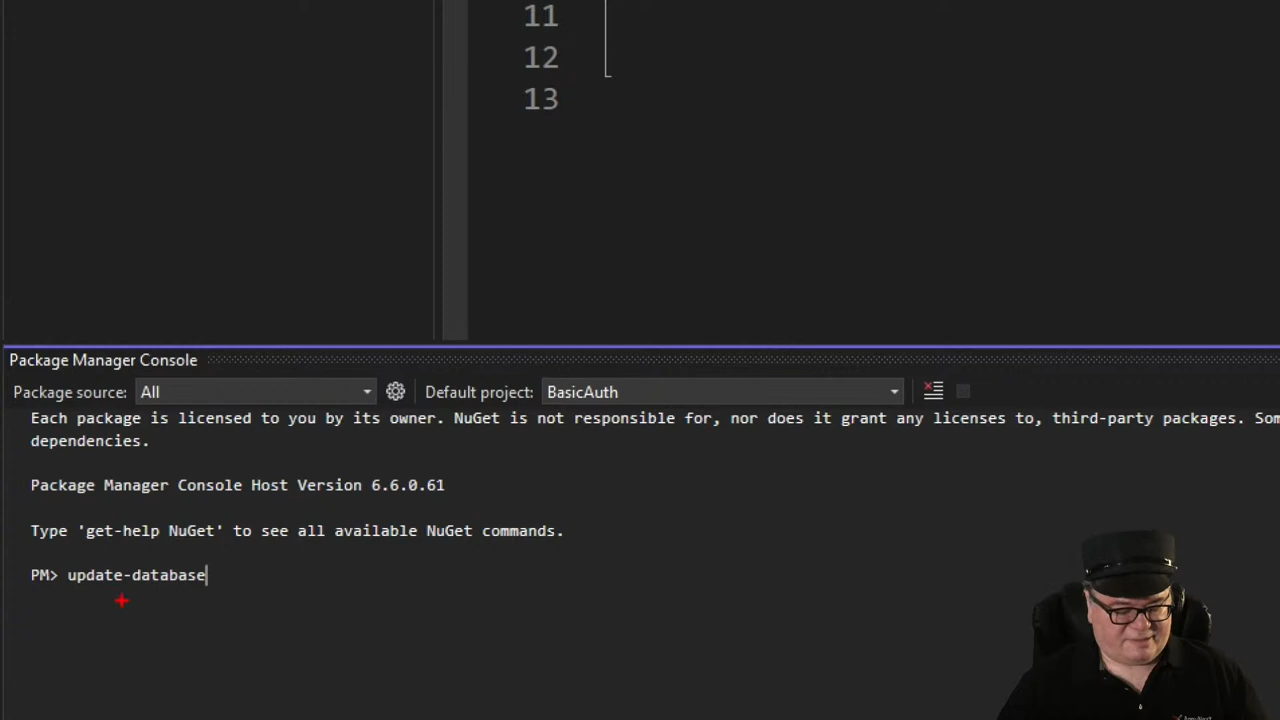 11
12
13
Package Manager Console
Package source: All Default project: BasicAuth
Each package is licensed to you by its owner. NuGet is not responsible for, nor does it grant any licenses to, third-party packages. Som
dependencies.
Package Manager Console Host Version 6.6.0.61
Type 'get-help NuGet' to see all available NuGet commands.
PM> update-database